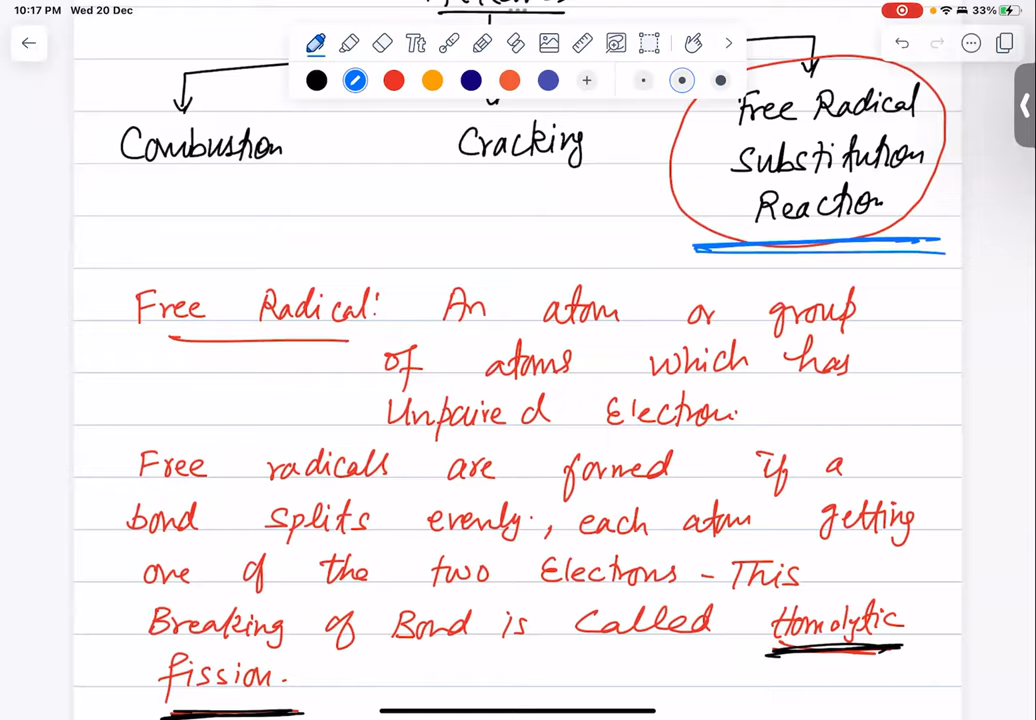 10:17 PM Wed 20 Dec
33%
Tt
Combustion
Cracking
Free Radical
Substitution
Reaction
Free Radical: An atom or group
of atoms which has
Unpaired Electron.
Free radicals are formed if a
bond splits evenly, each atom getting
one of the two Electrons - This
Breaking of Bond is Called Homolytic
fission.